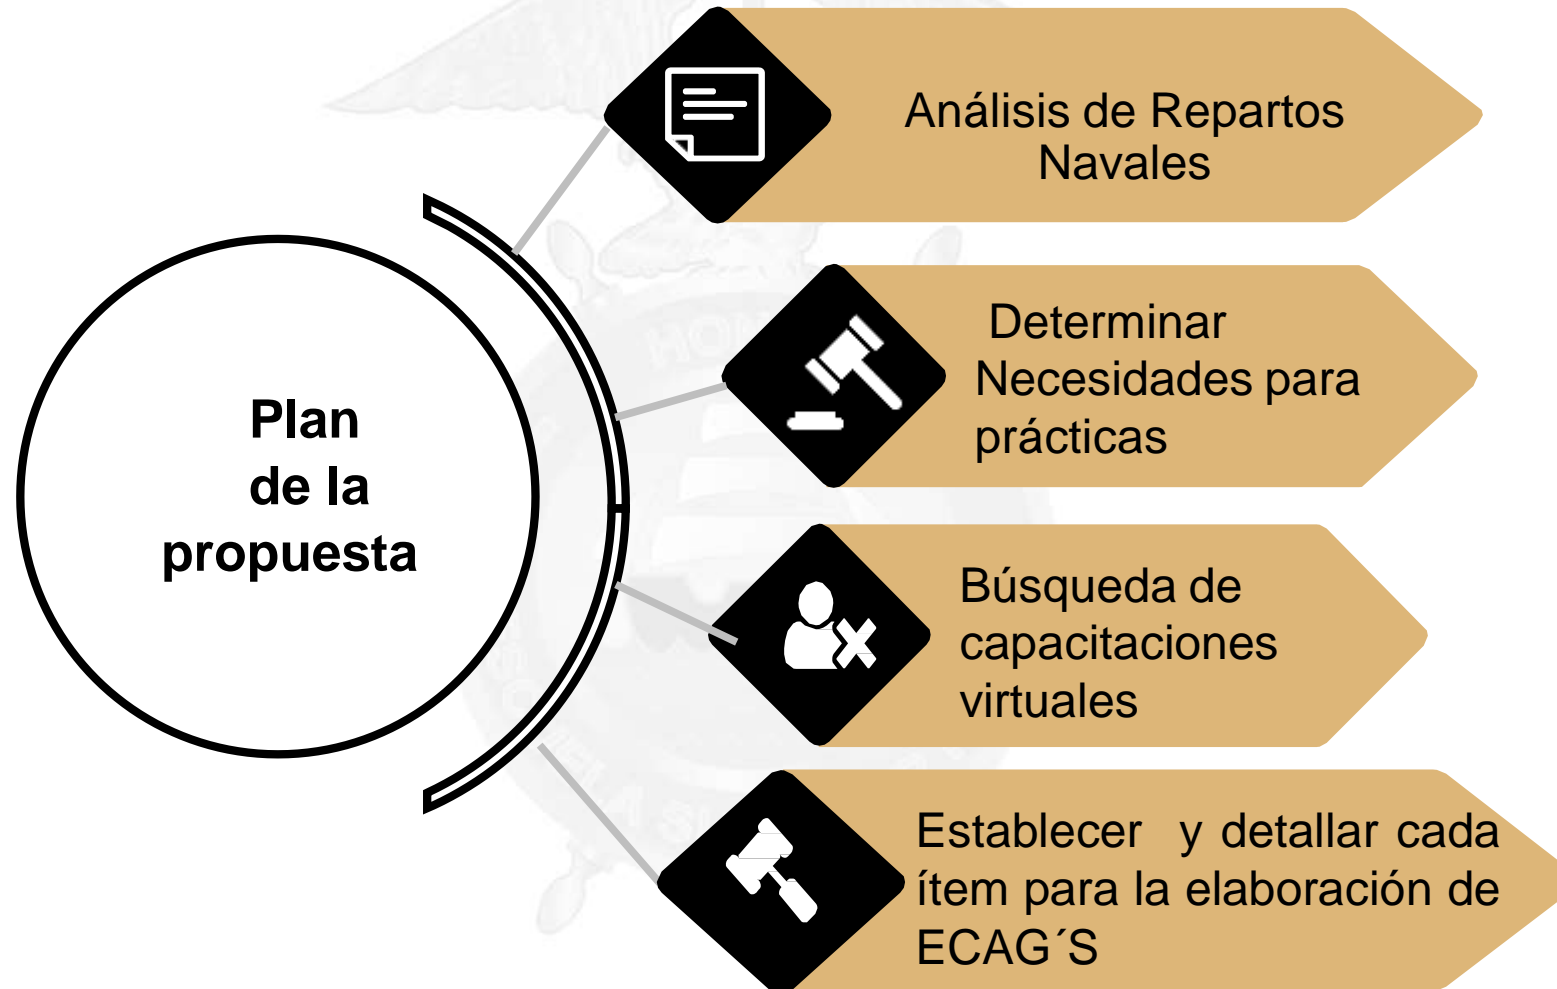 Análisis de Repartos
Navales
Determinar
Necesidades para
prácticas
Plan
de la
propuesta
Búsqueda de
capacitaciones
virtuales
Establecer y detallar cada
ítem para la elaboración de
ECAG´S